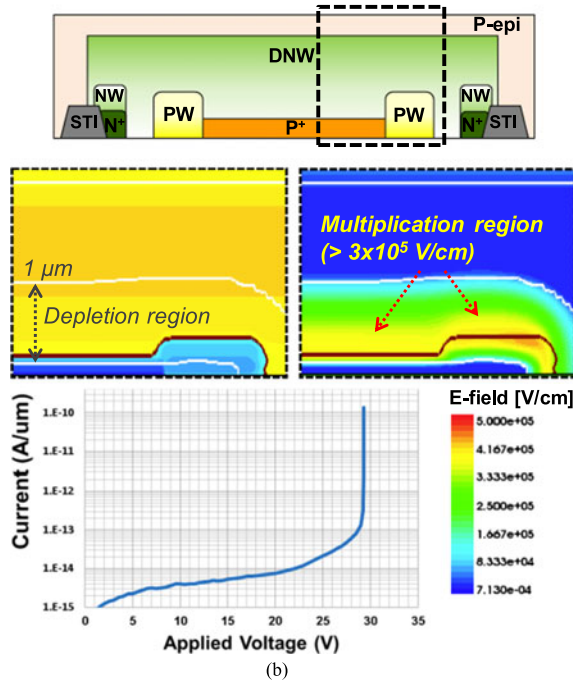 P-epi
DNW
NW
NW
PW
PW
STI
N+
P+
N+
STI
1 µm
Depletion region
Multiplication region
(> 3x10⁵ V/cm)
Current (A/um)
1.E-10
1.E-11
1.E-12
1.E-13
1.E-14
1.E-15
0
5
10
15
20
25
30
35
Applied Voltage (V)
E-field [V/cm]
5.000e+05
4.167e+05
2.500e+05
1.667e+05
8.333e+04
7.130e-04
(b)